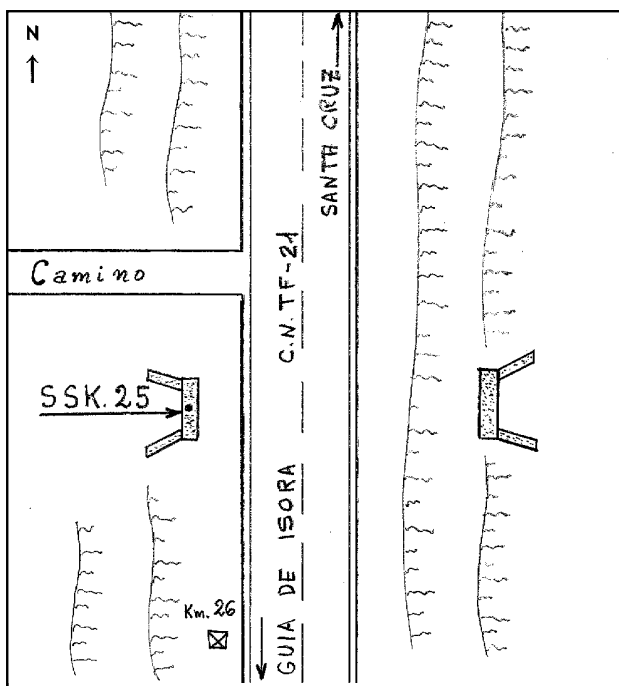 N
SANTA CRUZ
C.N. TF-21
Camino
SSK. 25
GUIA DE ISORA
Km. 26